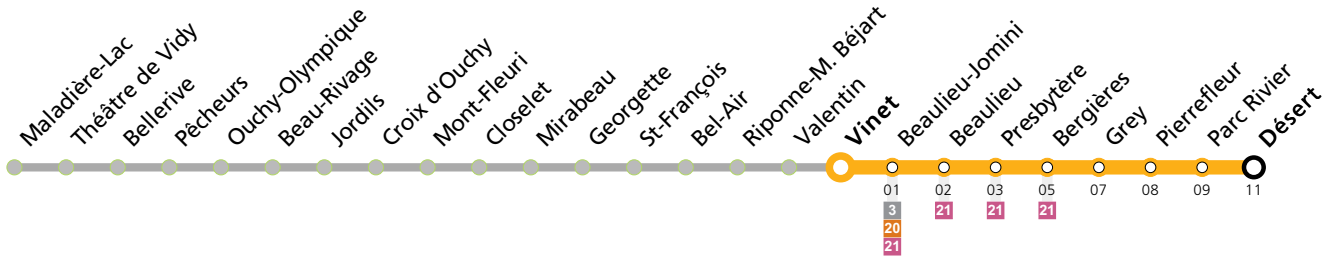 Maladière-Lac
Théâtre de Vidy
Bellerive
Pêcheurs
Ouchy-Olympique
Beau-Rivage
Jordils
Croix d'Ouchy
Mont-Fleuri
Closelet
Mirabeau
Georgette
St-François
Bel-Air
Riponne-M. Béjart
Valentin
Vinet
Beaulieu-Jomini
Beaulieu
Presbytère
Bergières
Grey
Pierrefleur
Parc Rivier
Désert
01 02 03 05 07 08 09 11
3 21 21 21
20
21